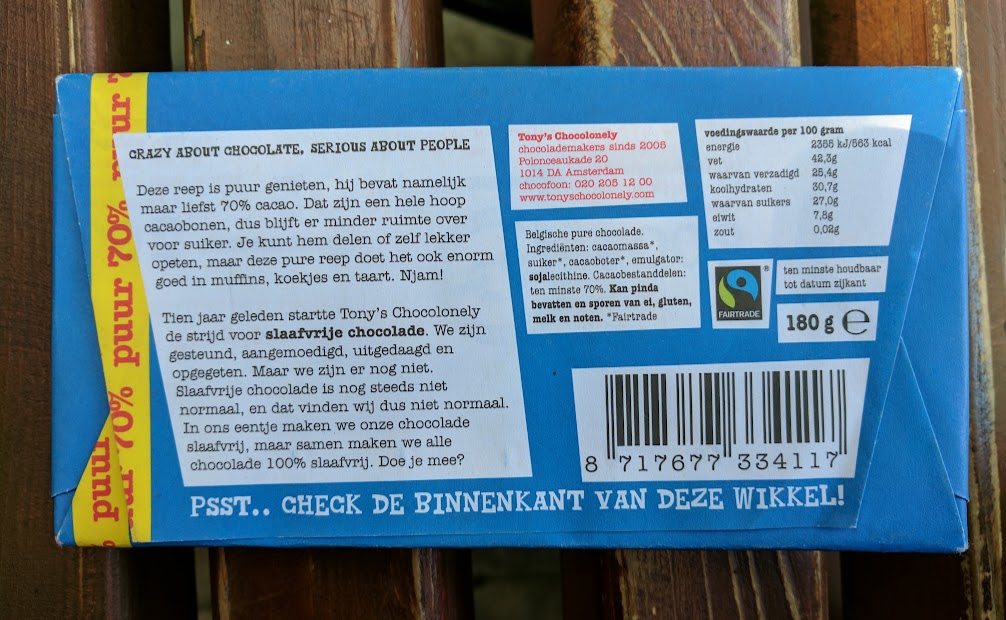 puur 70% puur 70% puur
CRAZY ABOUT CHOCOLATE, SERIOUS ABOUT PEOPLE
Deze reep is puur genieten, hij bevat namelijk
maar liefst 70% cacao. Dat zijn een hele hoop
cacaobonen, dus blijft er minder ruimte over
voor suiker. Je kunt hem delen of zelf lekker
opeten, maar deze pure reep doet het ook enorm
goed in muffins, koekjes en taart. Njam!
Tien jaar geleden startte Tony's Chocolonely
de strijd voor slaafvrije chocolade. We zijn
gesteund, aangemoedigd, uitgedaagd en
opgegeten. Maar we zijn er nog niet.
Slaafvrije chocolade is nog steeds niet
normaal, en dat vinden wij dus niet normaal.
In ons eentje maken we onze chocolade
slaafvrij, maar samen maken we alle
chocolade 100% slaafvrij. Doe je mee?
Tony's Chocolonely
chocolademakers sinds 2005
Polonceaukade 20
1014 DA Amsterdam
chocofoon: 020 205 12 00
www.tonyschocolonely.com
Belgische pure chocolade.
Ingrediënten: cacaomassa*,
suiker*, cacaoboter*, emulgator:
sojalecithine. Cacaobestanddelen:
ten minste 70%. Kan pinda
bevatten en sporen van ei, gluten,
melk en noten. *Fairtrade
voedingswaarde per 100 gram
energie 2355 kJ/563 kcal
vet 42,3g
waarvan verzadigd 25,4g
koolhydraten 30,7g
waarvan suikers 27,0g
eiwit 7,8g
zout 0,02g
®
FAIRTRADE
ten minste houdbaar
tot datum zijkant
180 g ℮
8 717677 334117
PSST.. CHECK DE BINNENKANT VAN DEZE WIKKEL!